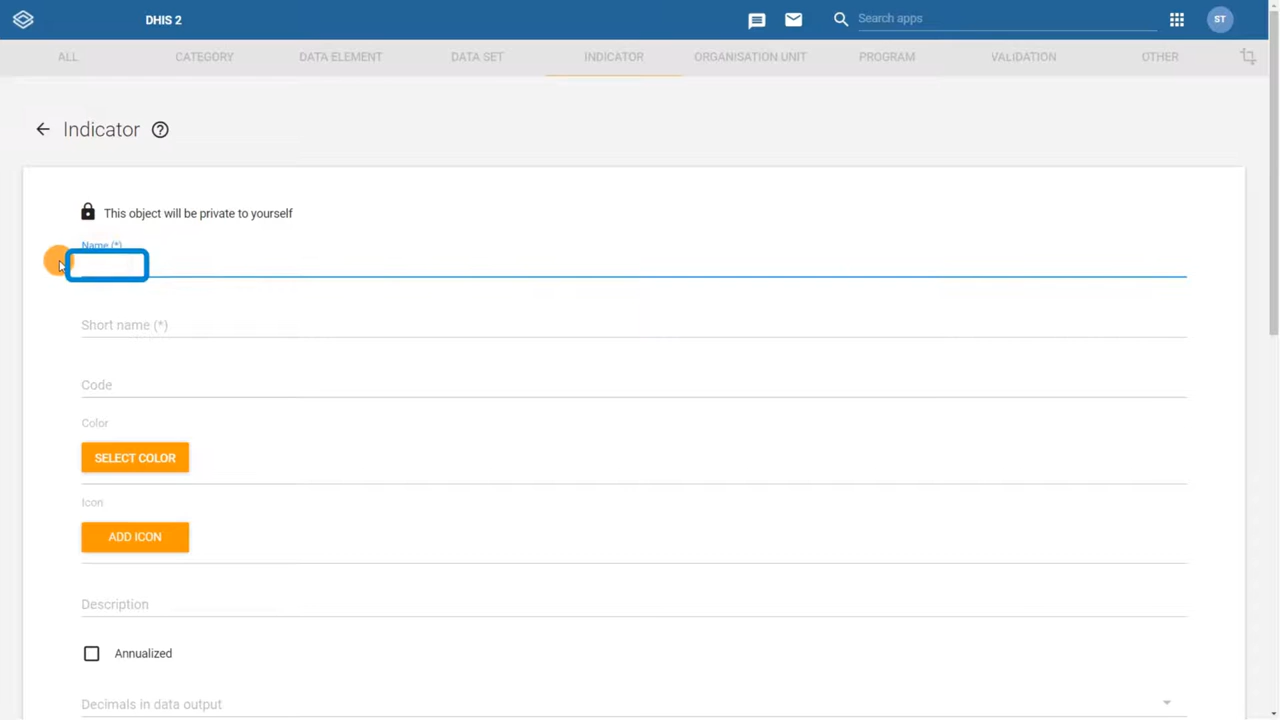 DHIS 2
Search apps
ST
ALL CATEGORY DATA ELEMENT DATA SET INDICATOR ORGANISATION UNIT PROGRAM VALIDATION OTHER
Indicator
This object will be private to yourself
Name (*)
Short name (*)
Code
Color
SELECT COLOR
Icon
ADD ICON
Description
Annualized
Decimals in data output